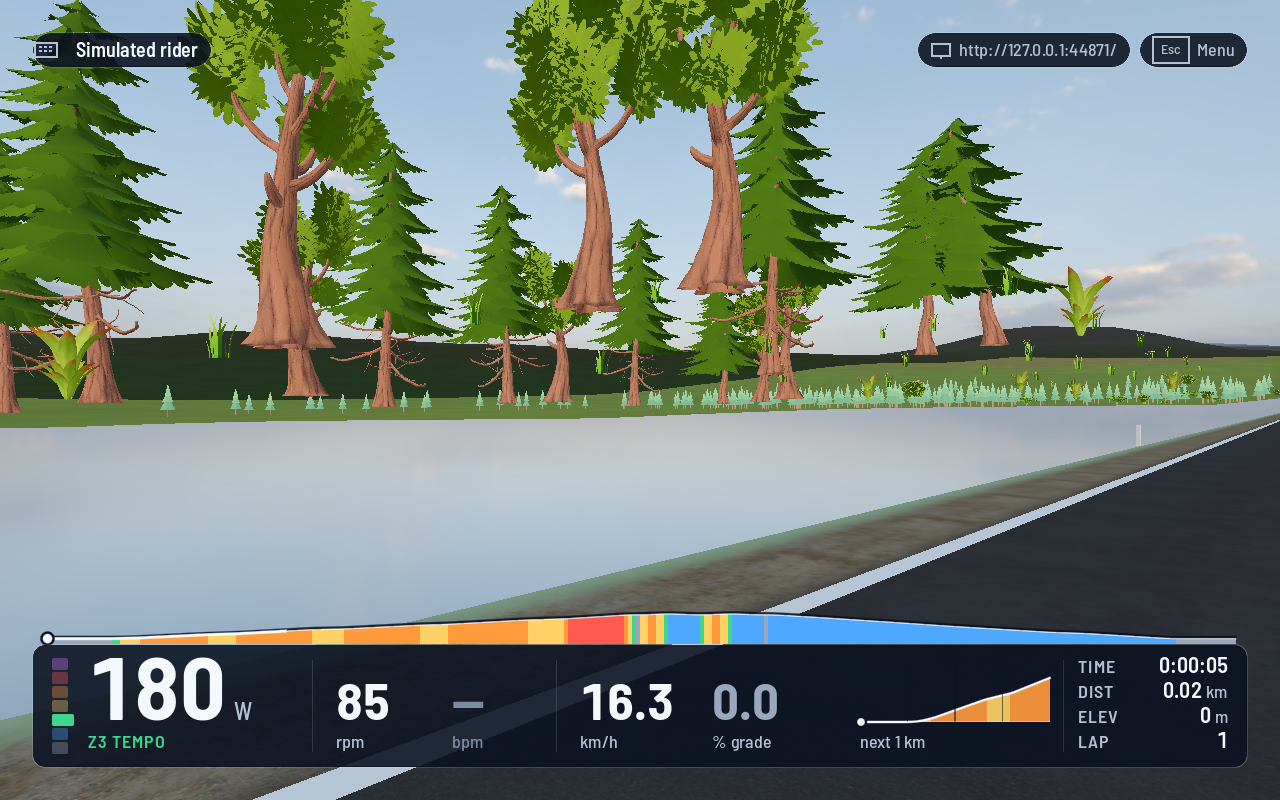 Simulated rider
http://127.0.0.1:44871/
Esc Menu
180 W
Z3 TEMPO
85
rpm
—
bpm
16.3
km/h
0.0
% grade
next 1 km
TIME 0:00:05
DIST 0.02 km
ELEV 0 m
LAP 1